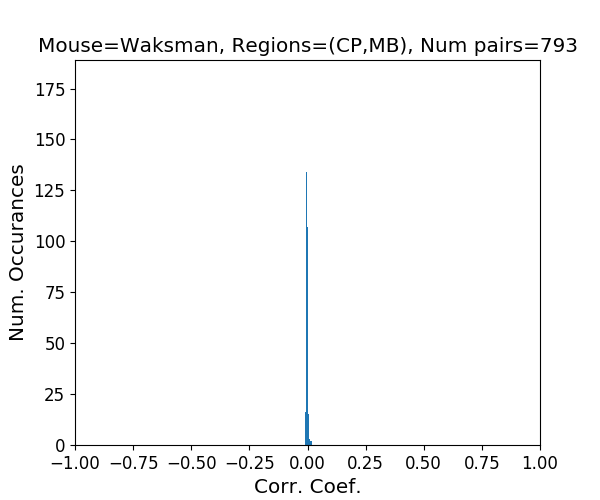 Mouse=Waksman, Regions=(CP,MB), Num pairs=793
175
150
125
100
75
50
25
0
Num. Occurances
−1.00 −0.75 −0.50 −0.25 0.00 0.25 0.50 0.75 1.00
Corr. Coef.